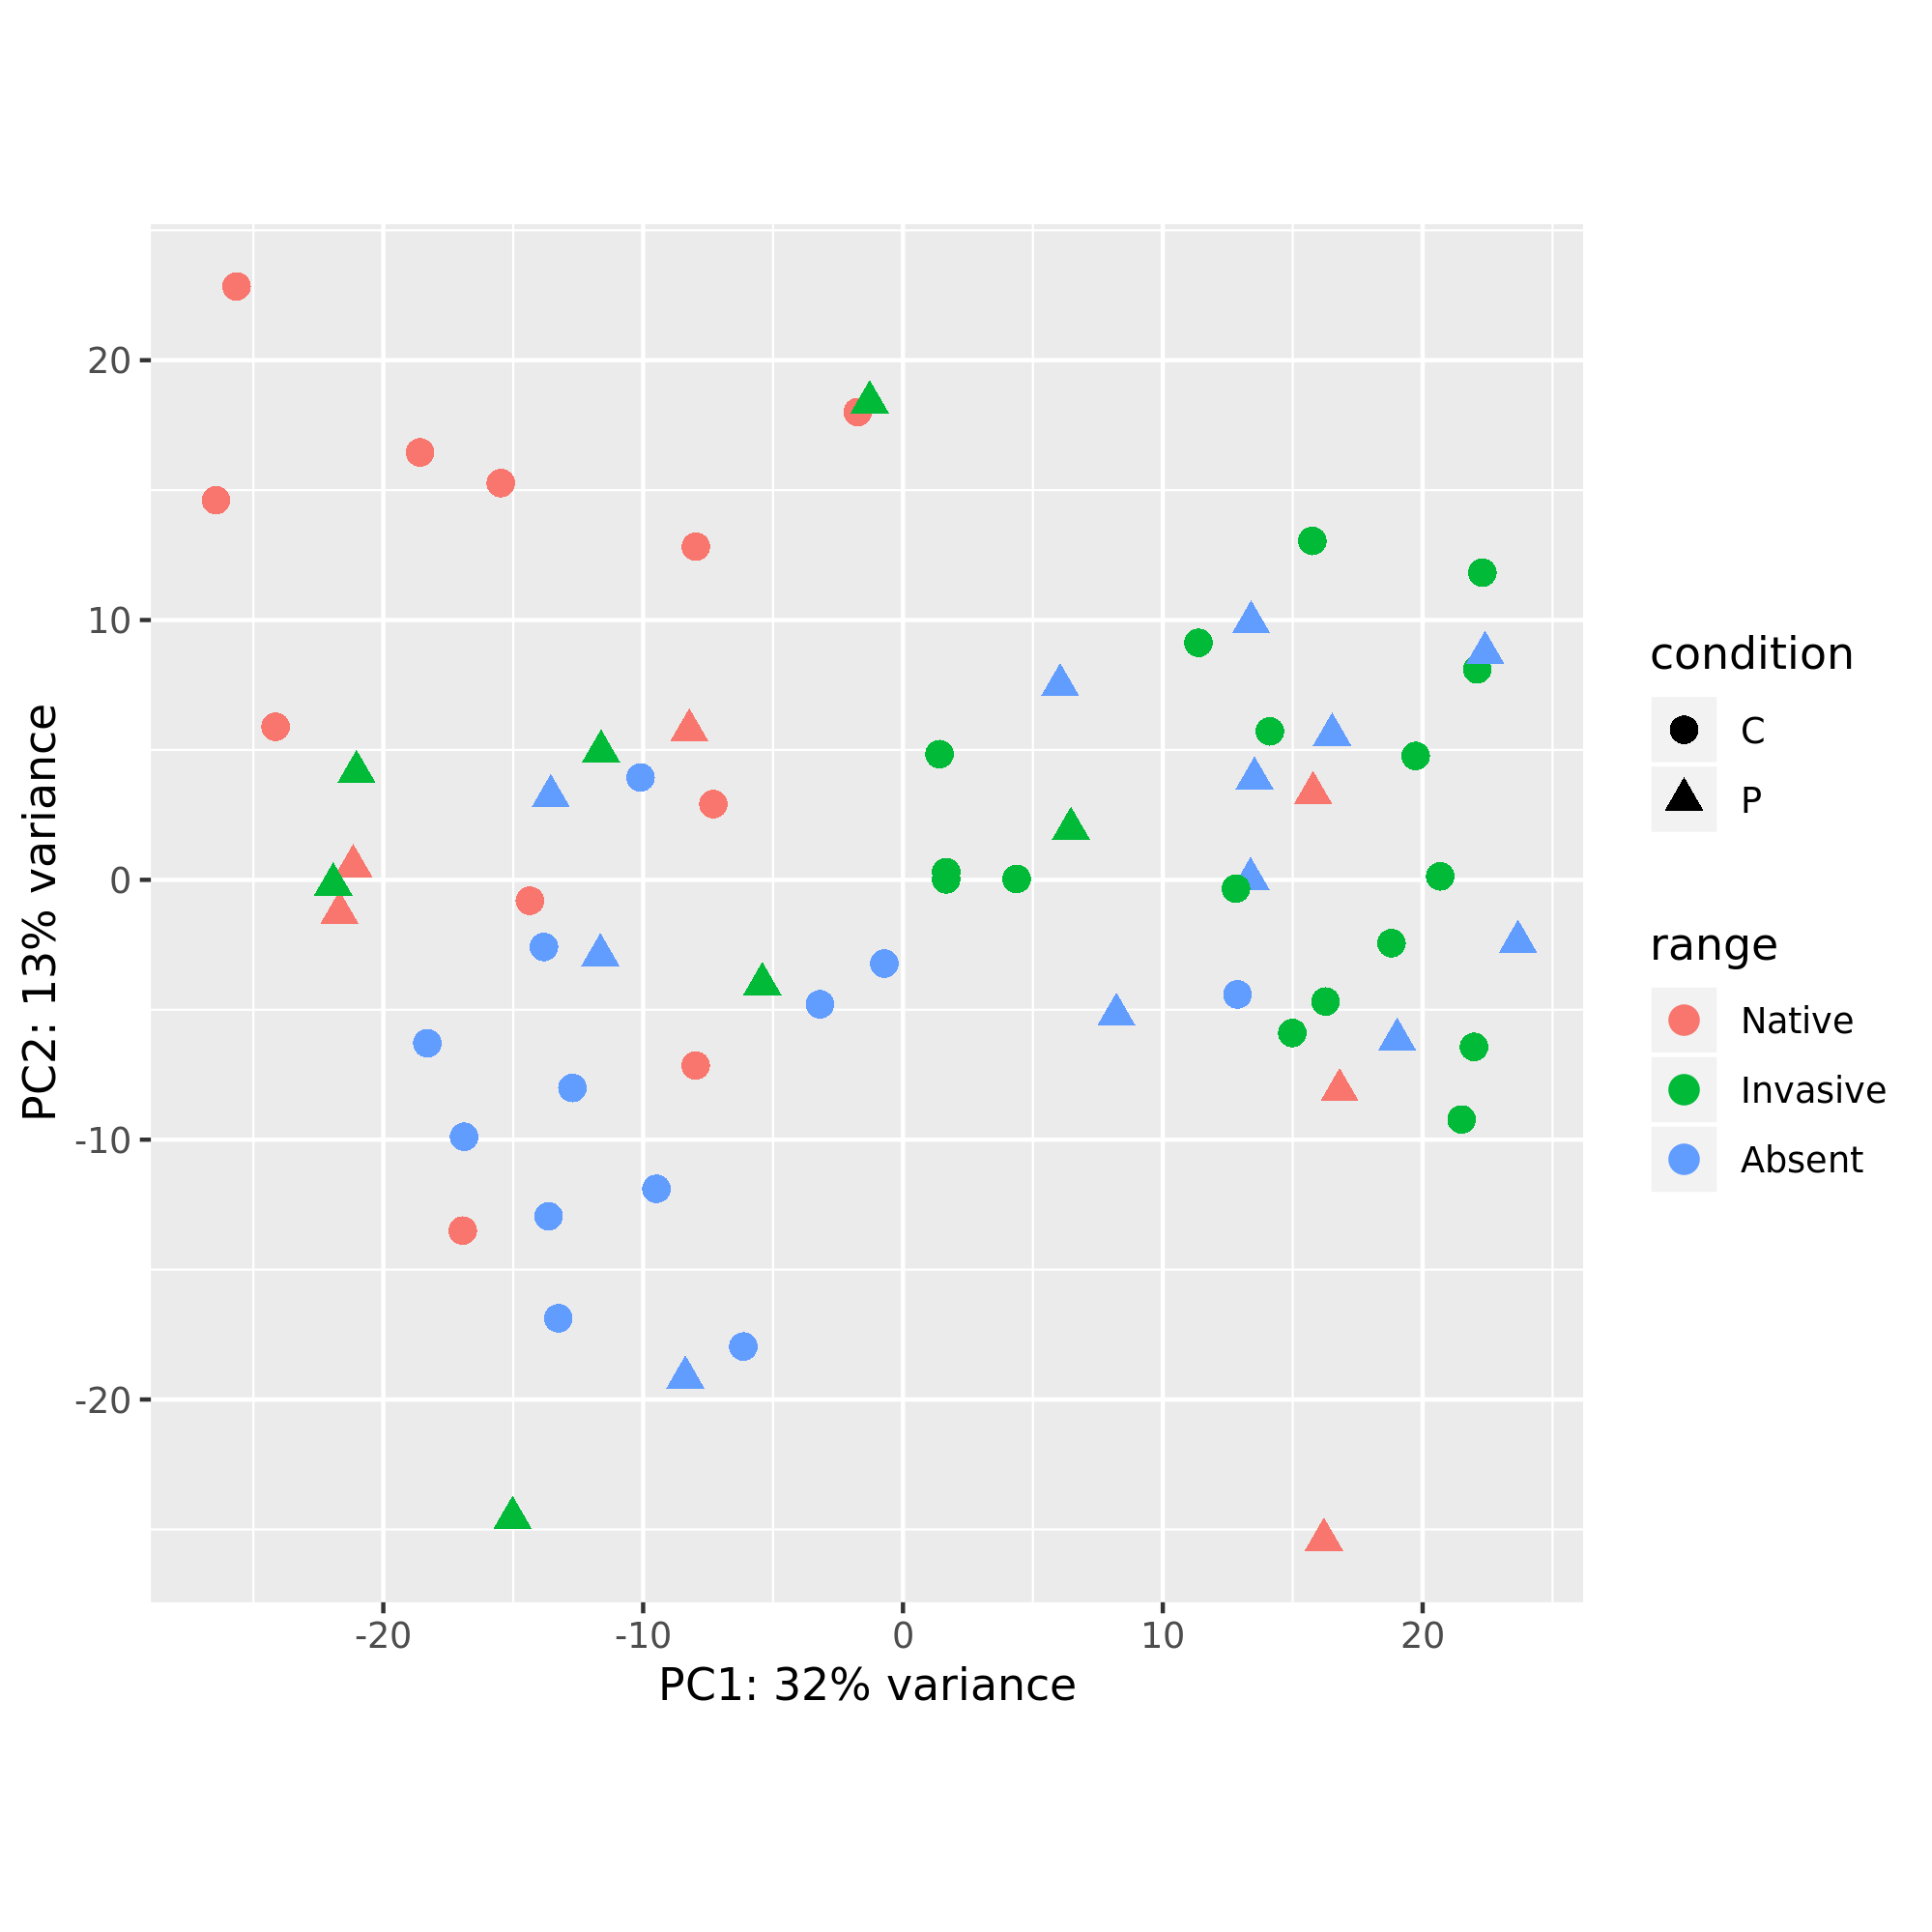 20
10
0
-10
-20
PC2: 13% variance
-20
-10
0
10
20
PC1: 32% variance
condition
C
P
range
Native
Invasive
Absent